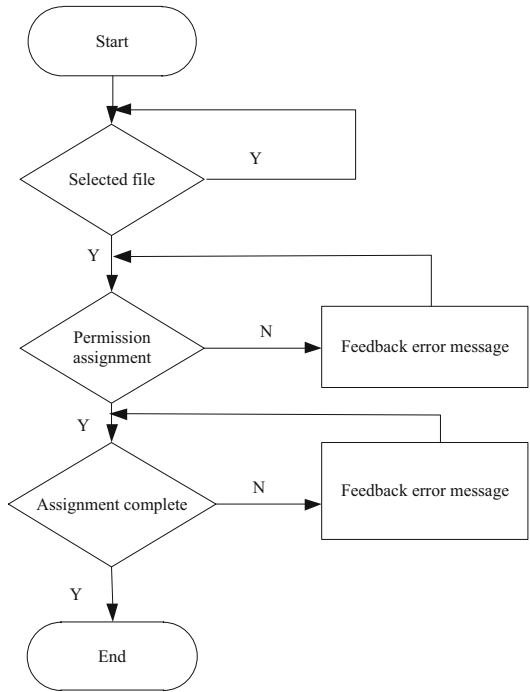 Start
Y
Selected file
Y
Permission
assignment
N
Feedback error message
Y
Assignment complete
N
Feedback error message
Y
End